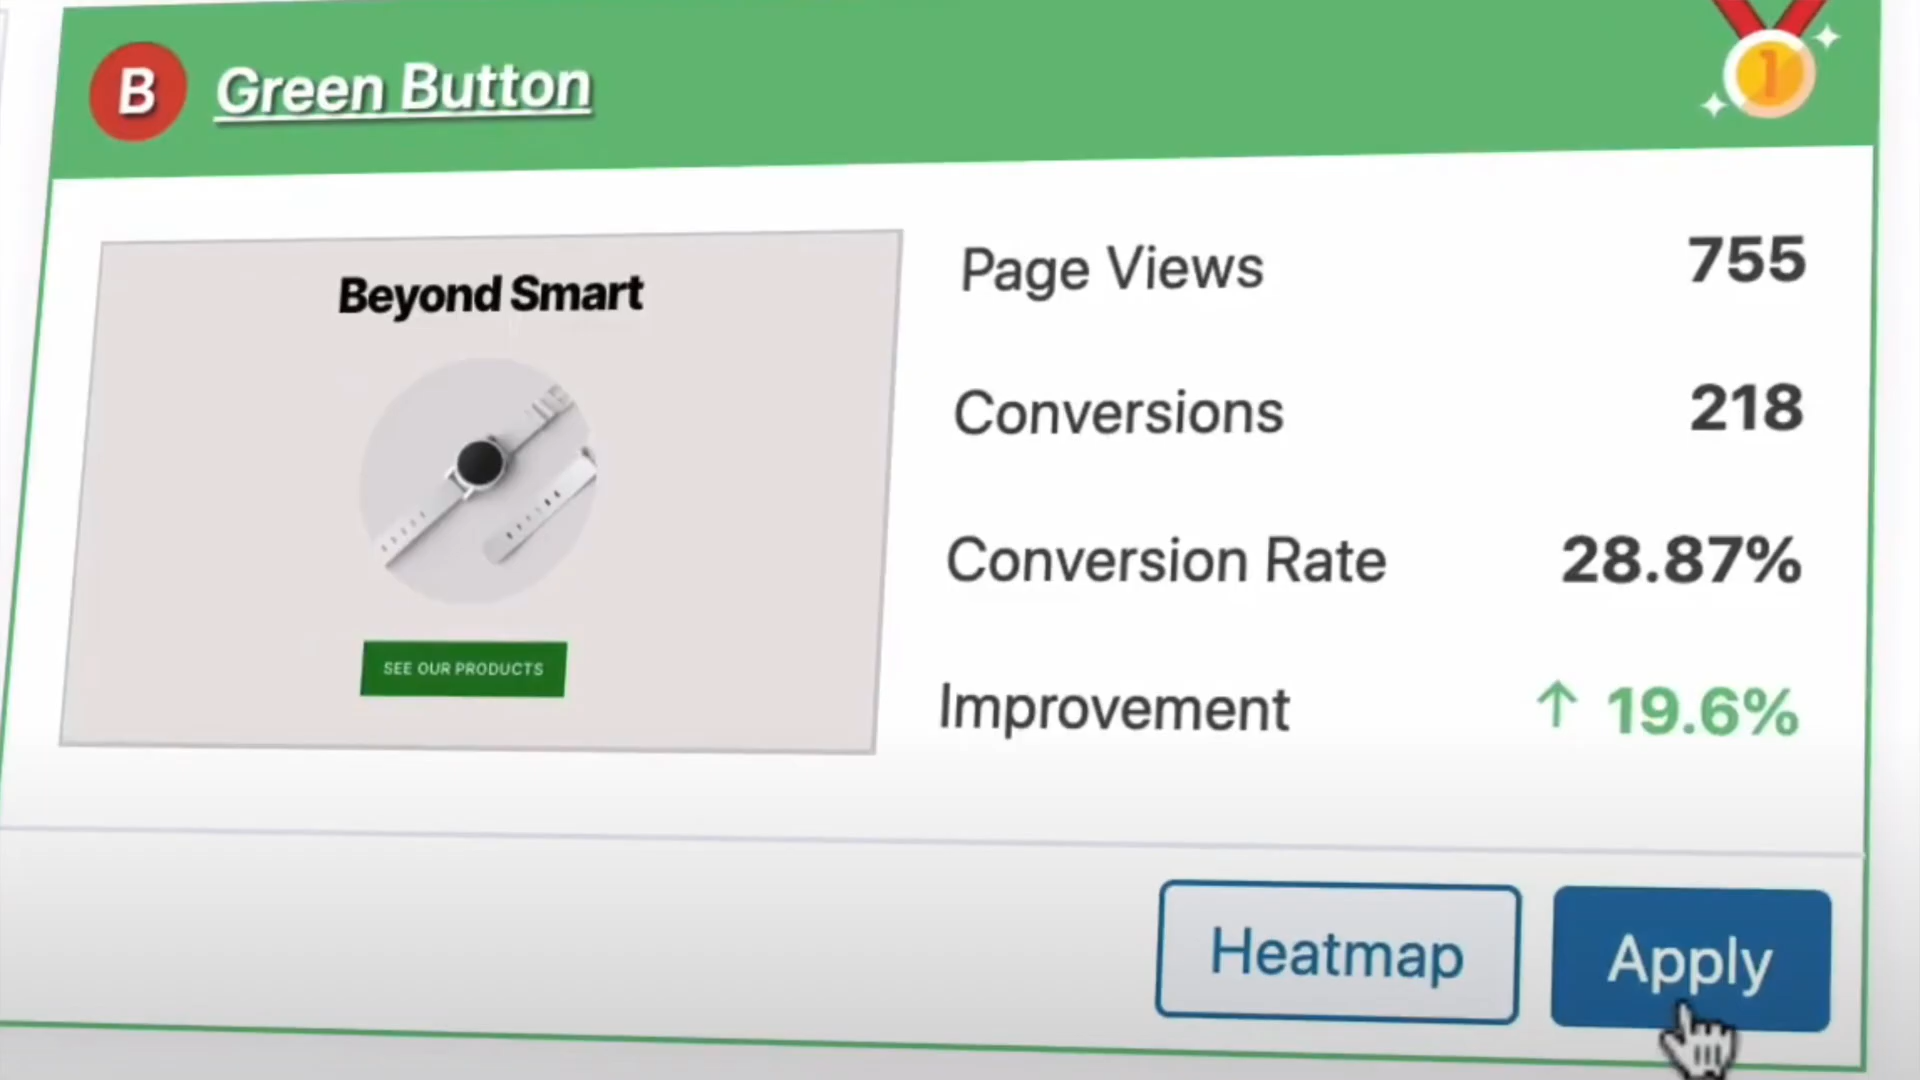 B Green Button
1
Beyond Smart
SEE OUR PRODUCTS
Page Views 755
Conversions 218
Conversion Rate 28.87%
Improvement ↑ 19.6%
Heatmap Apply